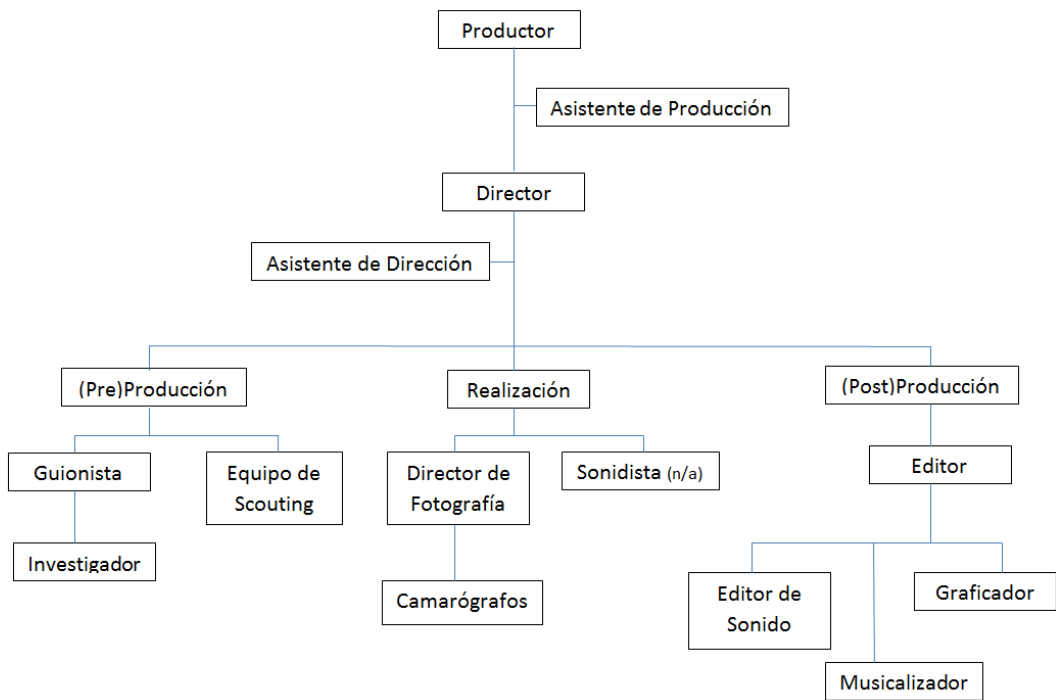 Productor
Asistente de Producción
Director
Asistente de Dirección
(Pre)Producción
Realización
(Post)Producción
Guionista
Equipo de
Scouting
Director de
Fotografía
Sonidista (n/a)
Editor
Investigador
Camarógrafos
Editor de
Sonido
Graficador
Musicalizador